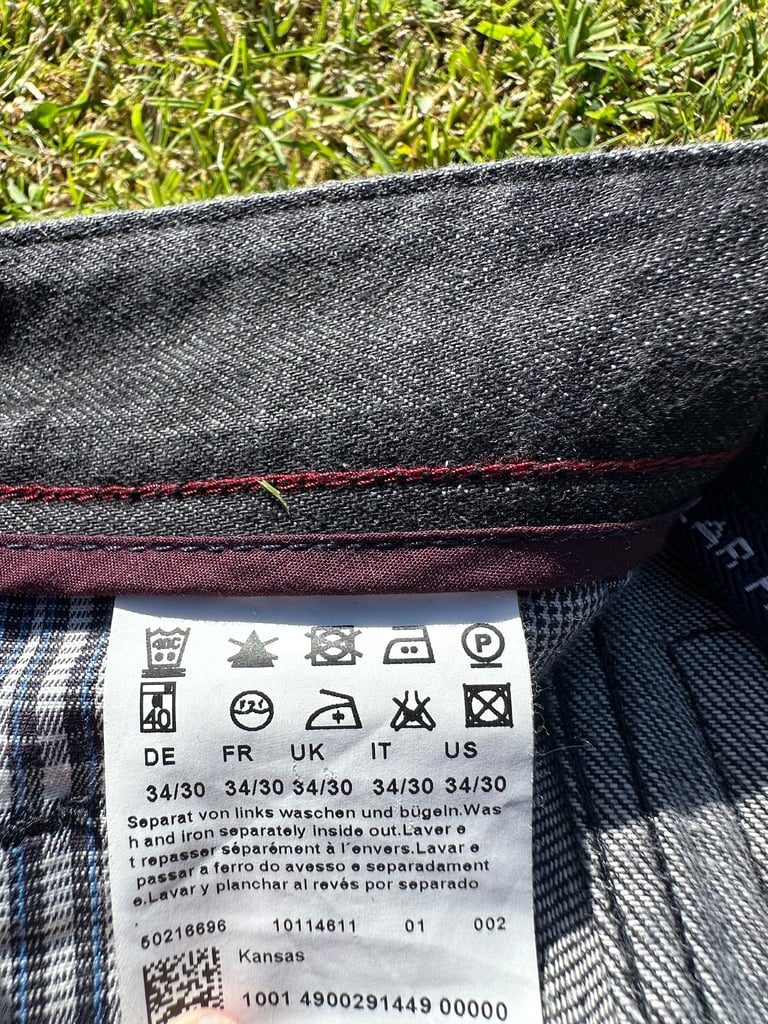 40C P
40
DE FR UK IT US
34/30 34/30 34/30 34/30 34/30
Separat von links waschen und bügeln.Was
h and iron separately inside out.Laver e
t repasser séparément à l'envers.Lavar e
passar a ferro do avesso e separadament
e.Lavar y planchar al revés por separado
50216696 10114611 01 002
Kansas
1001 4900291449 00000